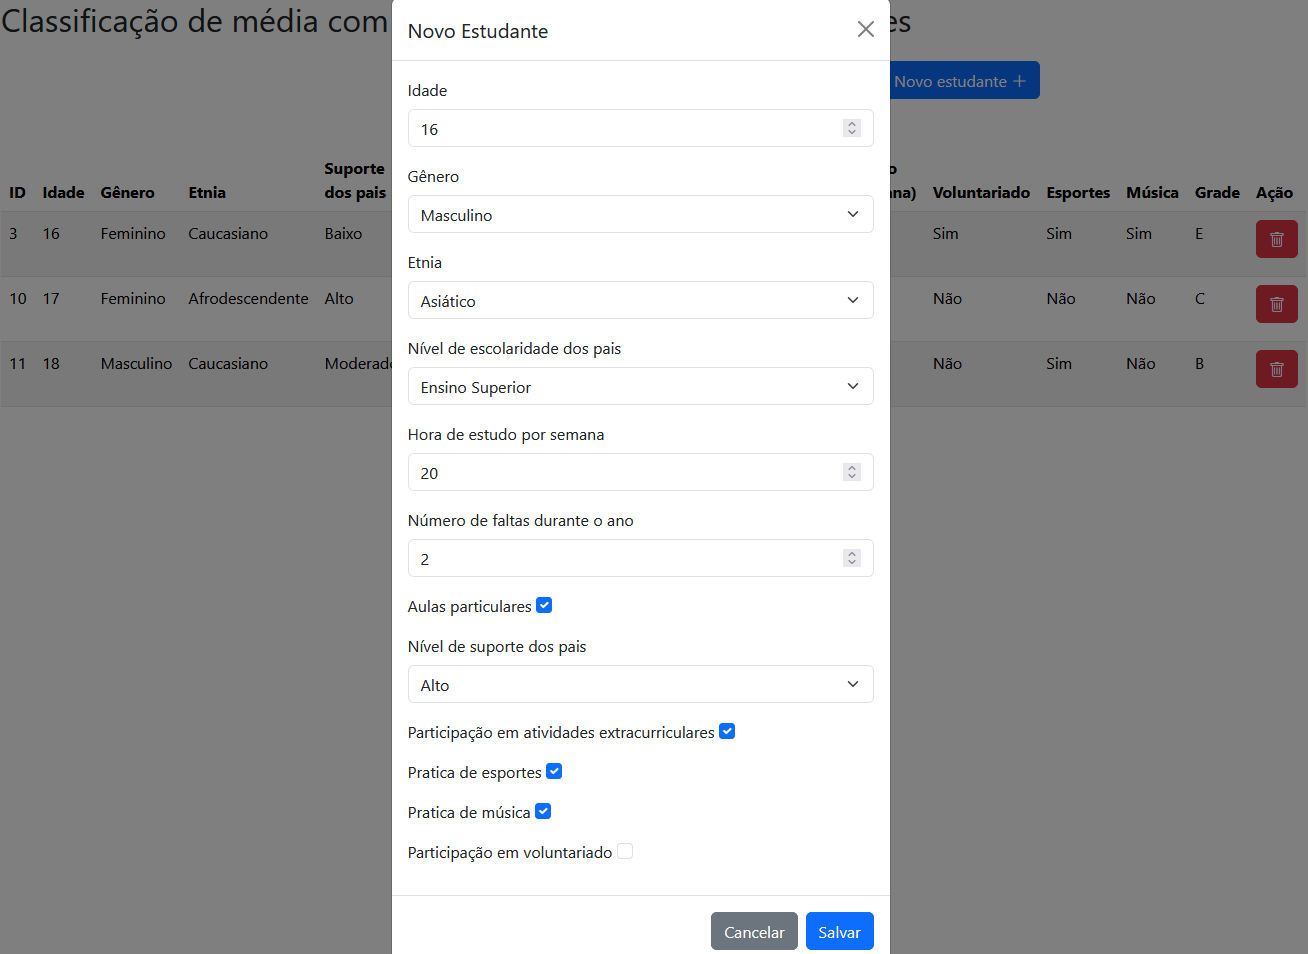 Classificação de média com
es
Novo estudante +
Novo Estudante
Idade
16
Gênero
Masculino
Etnia
Asiático
Nível de escolaridade dos pais
Ensino Superior
Hora de estudo por semana
20
Número de faltas durante o ano
2
Aulas particulares
Nível de suporte dos pais
Alto
Participação em atividades extracurriculares
Pratica de esportes
Pratica de música
Participação em voluntariado
Cancelar Salvar
ID Idade Gênero Etnia Suporte dos pais Voluntariado Esportes Música Grade Ação
3 16 Feminino Caucasiano Baixo Sim Sim Sim E
10 17 Feminino Afrodescendente Alto Não Não Não C
11 18 Masculino Caucasiano Moderado Não Sim Não B